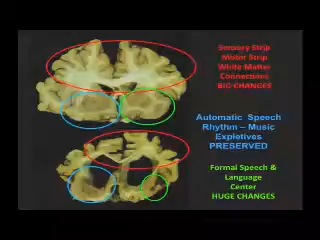 Sensory Strip
Motor Strip
White Matter
Connections
BIG CHANGES
Automatic Speech
Rhythm – Music
Expletives
PRESERVED
Formal Speech &
Language
Center
HUGE CHANGES